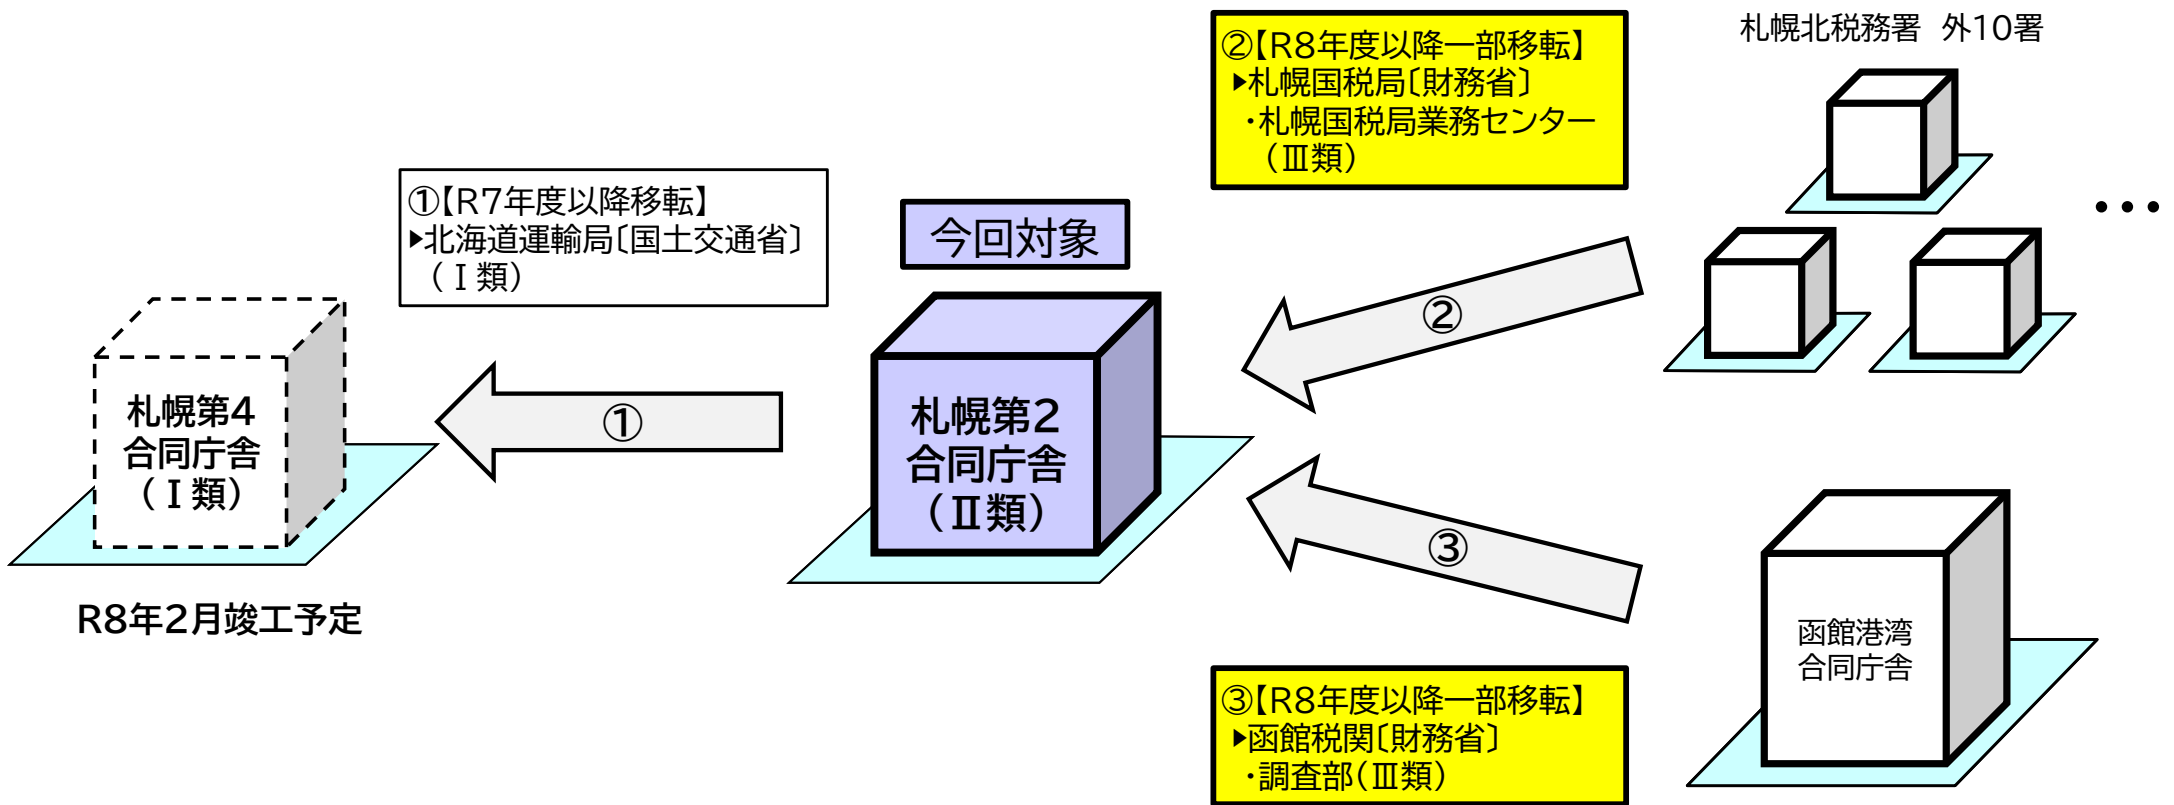 札幌北税務署 外10署
②【R8年度以降一部移転】
▶札幌国税局〔財務省〕
・札幌国税局業務センター
（Ⅲ類）
①【R7年度以降移転】
▶北海道運輸局〔国土交通省〕
（Ⅰ類）
今回対象
②
①
札幌第4
合同庁舎
（Ⅰ類）
札幌第2
合同庁舎
（Ⅱ類）
③
R8年2月竣工予定
函館港湾
合同庁舎
③【R8年度以降一部移転】
▶函館税関〔財務省〕
・調査部（Ⅲ類）